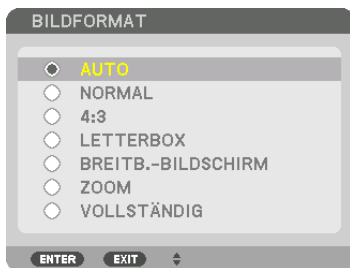 BILDFORMAT
AUTO
NORMAL
4:3
LETTERBOX
BREITB.-BILDSCHIRM
ZOOM
VOLLSTÄNDIG
ENTER EXIT